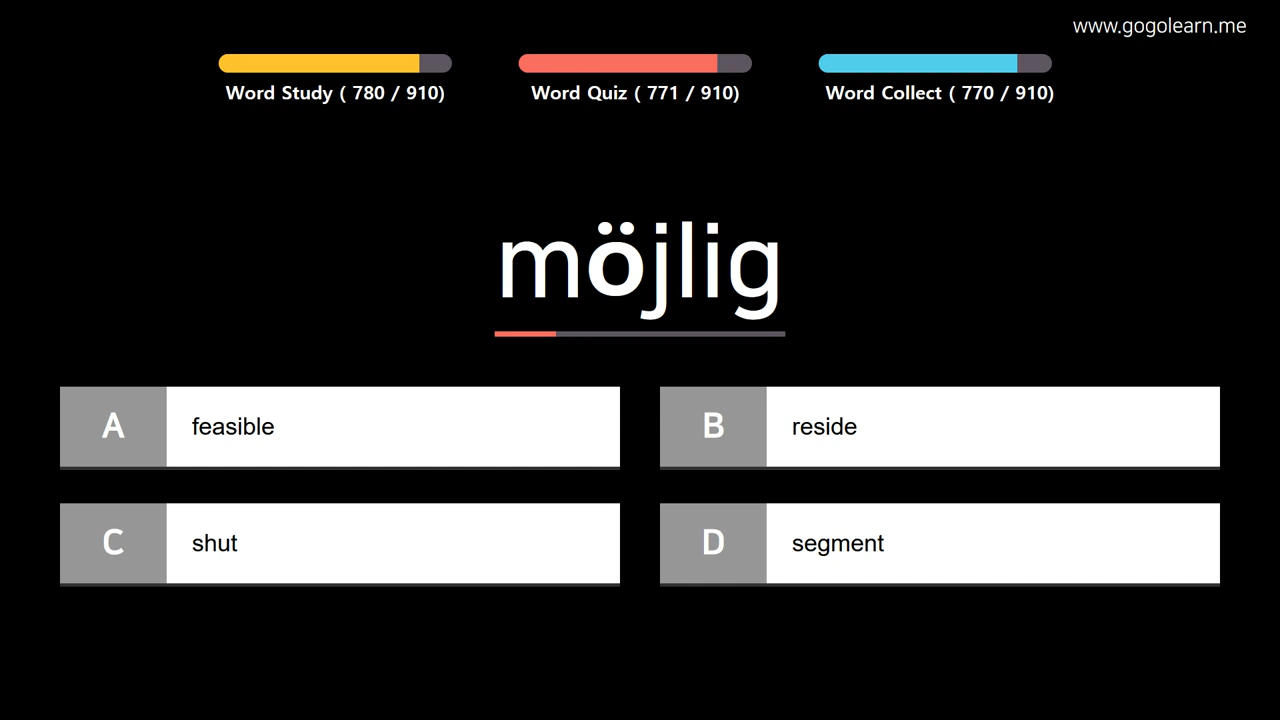 www.gogolearn.me
Word Study ( 780 / 910)
Word Quiz ( 771 / 910)
Word Collect ( 770 / 910)
möjlig
A feasible
B reside
C shut
D segment